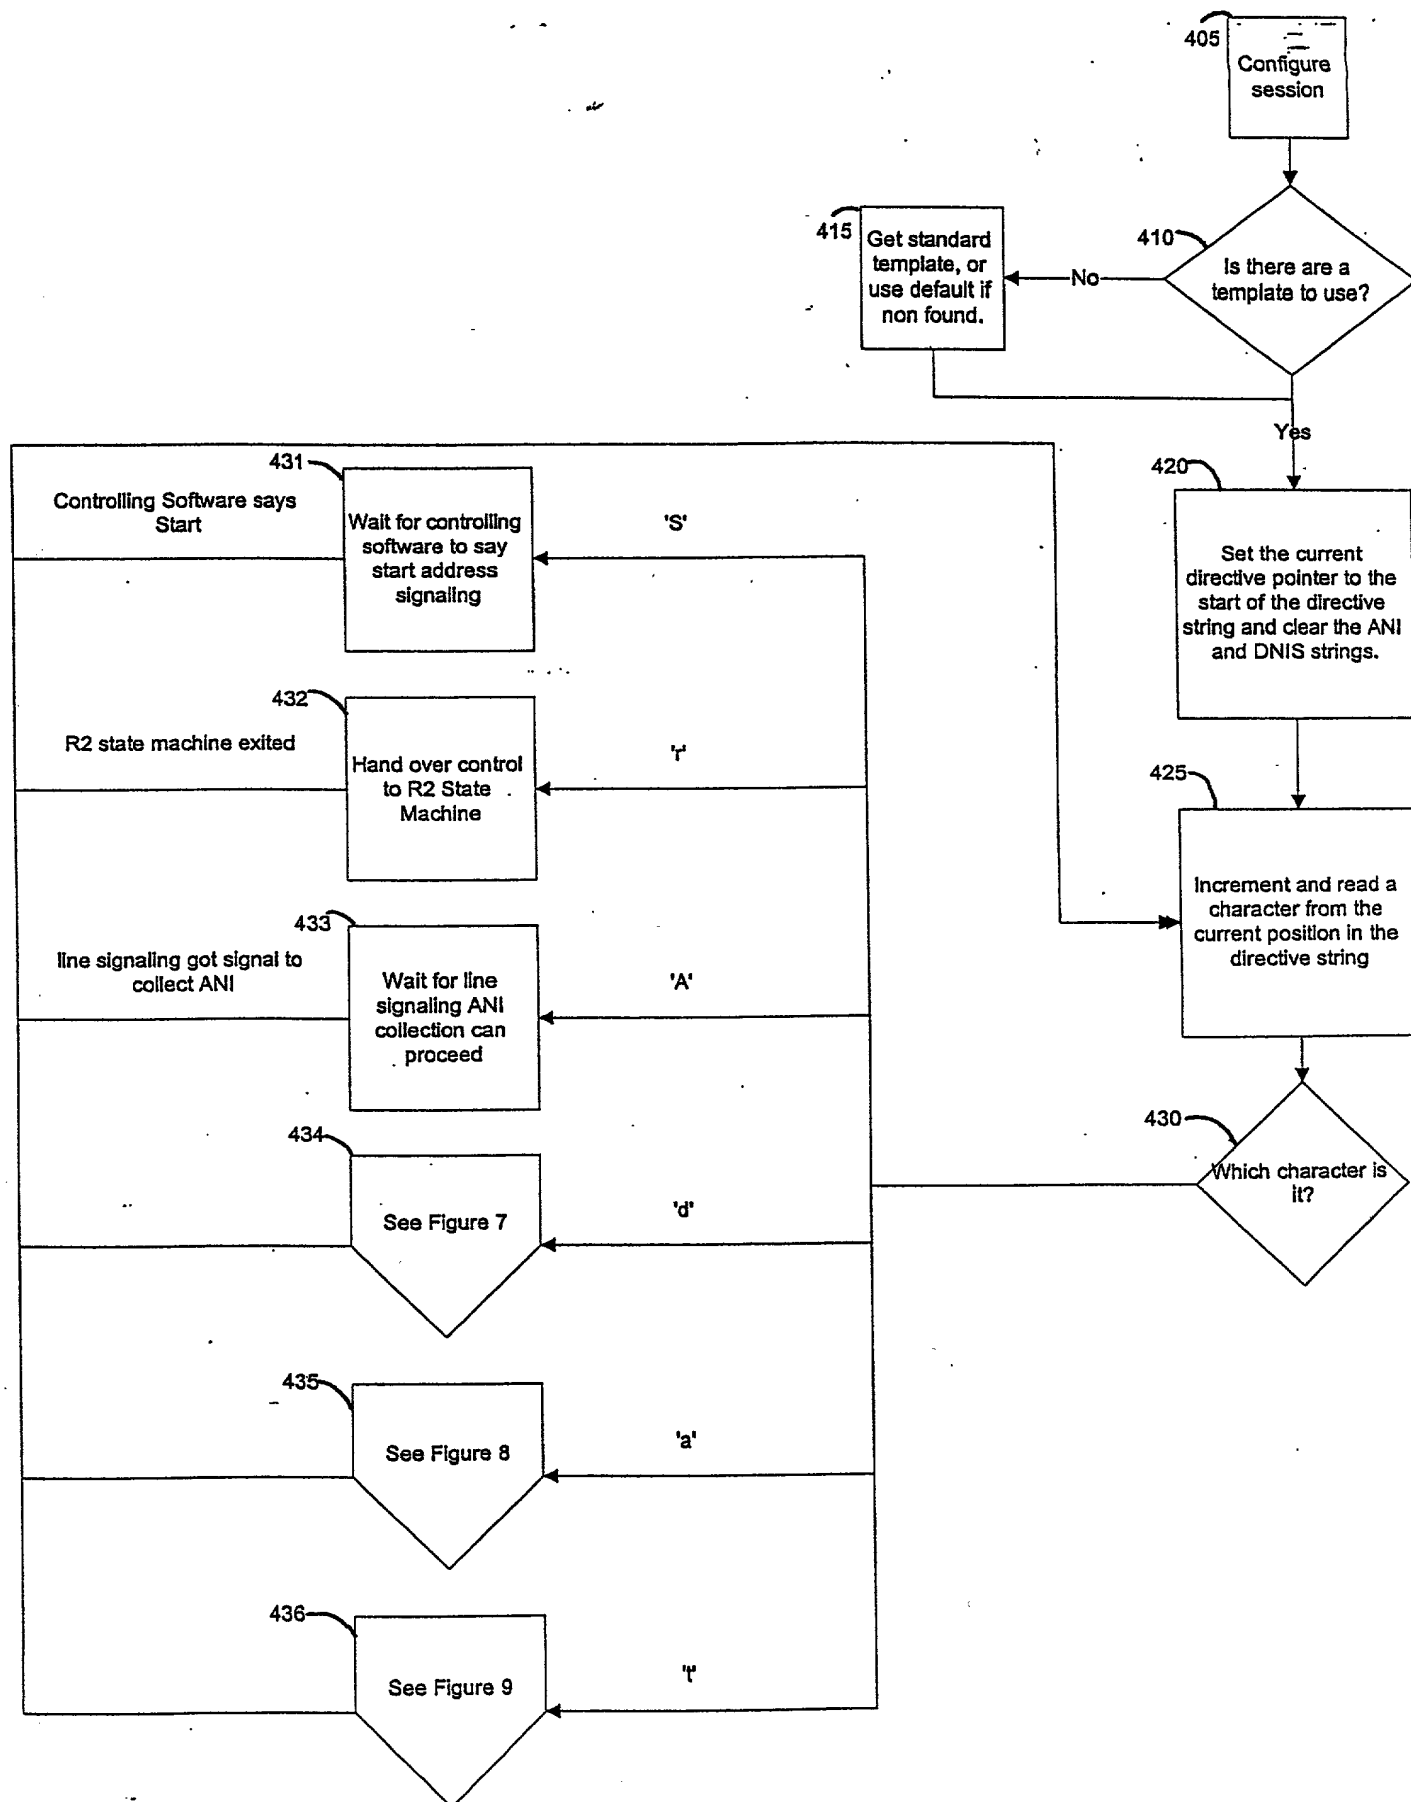 405
Configure
session
410
Is there are a
template to use?
No
415
Get standard
template, or
use default if
non found.
Yes
420
Set the current
directive pointer to the
start of the directive
string and clear the ANI
and DNIS strings.
425
Increment and read a
character from the
current position in the
directive string
430
Which character is
it?
431
Controlling Software says
Start
Wait for controlling
software to say
start address
signaling
'S'
432
R2 state machine exited
Hand over control
to R2 State
Machine
'r'
433
line signaling got signal to
collect ANI
Wait for line
signaling ANI
collection can
proceed
'A'
434
See Figure 7
'd'
435
See Figure 8
'a'
436
See Figure 9